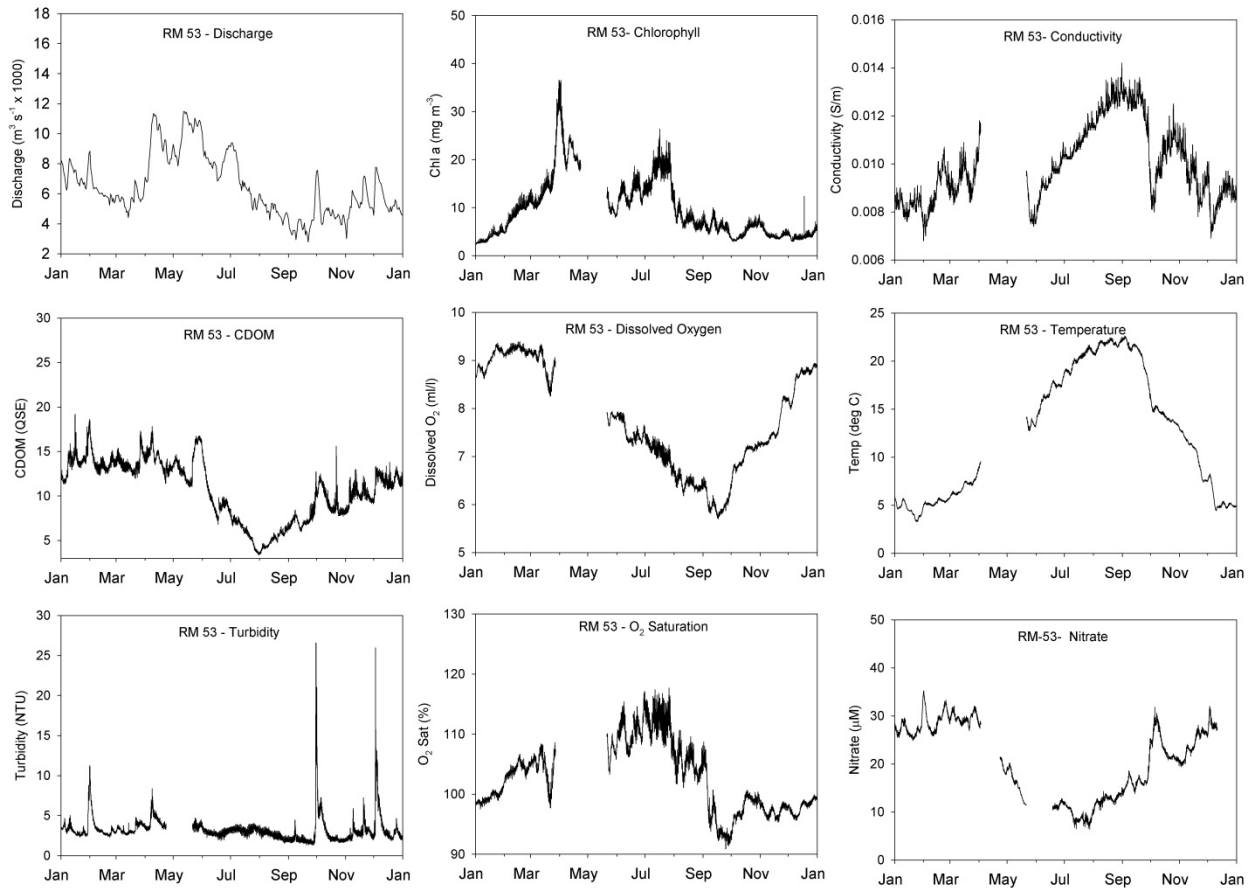 RM 53 - Discharge
Discharge (m³ s⁻¹ x 1000)
18
16
14
12
10
8
6
4
2
Jan Mar May Jul Sep Nov Jan
RM 53- Chlorophyll
Chl a (mg m⁻³)
50
40
30
20
10
0
Jan Mar May Jul Sep Nov Jan
RM 53- Conductivity
Conductivity (S/m)
0.016
0.014
0.012
0.010
0.008
0.006
Jan Mar May Jul Sep Nov Jan
RM 53 - CDOM
CDOM (QSE)
30
25
20
15
10
5
Jan Mar May Jul Sep Nov Jan
RM 53 - Dissolved Oxygen
Dissolved O₂ (ml/l)
10
9
8
7
6
5
Jan Mar May Jul Sep Nov Jan
RM 53 - Temperature
Temp (deg C)
25
20
15
10
5
0
Jan Mar May Jul Sep Nov Jan
RM 53 - Turbidity
Turbidity (NTU)
30
25
20
15
10
5
0
Jan Mar May Jul Sep Nov Jan
RM 53 - O₂ Saturation
O₂ Sat (%)
130
120
110
100
90
Jan Mar May Jul Sep Nov Jan
RM-53- Nitrate
Nitrate (µM)
50
40
30
20
10
0
Jan Mar May Jul Sep Nov Jan